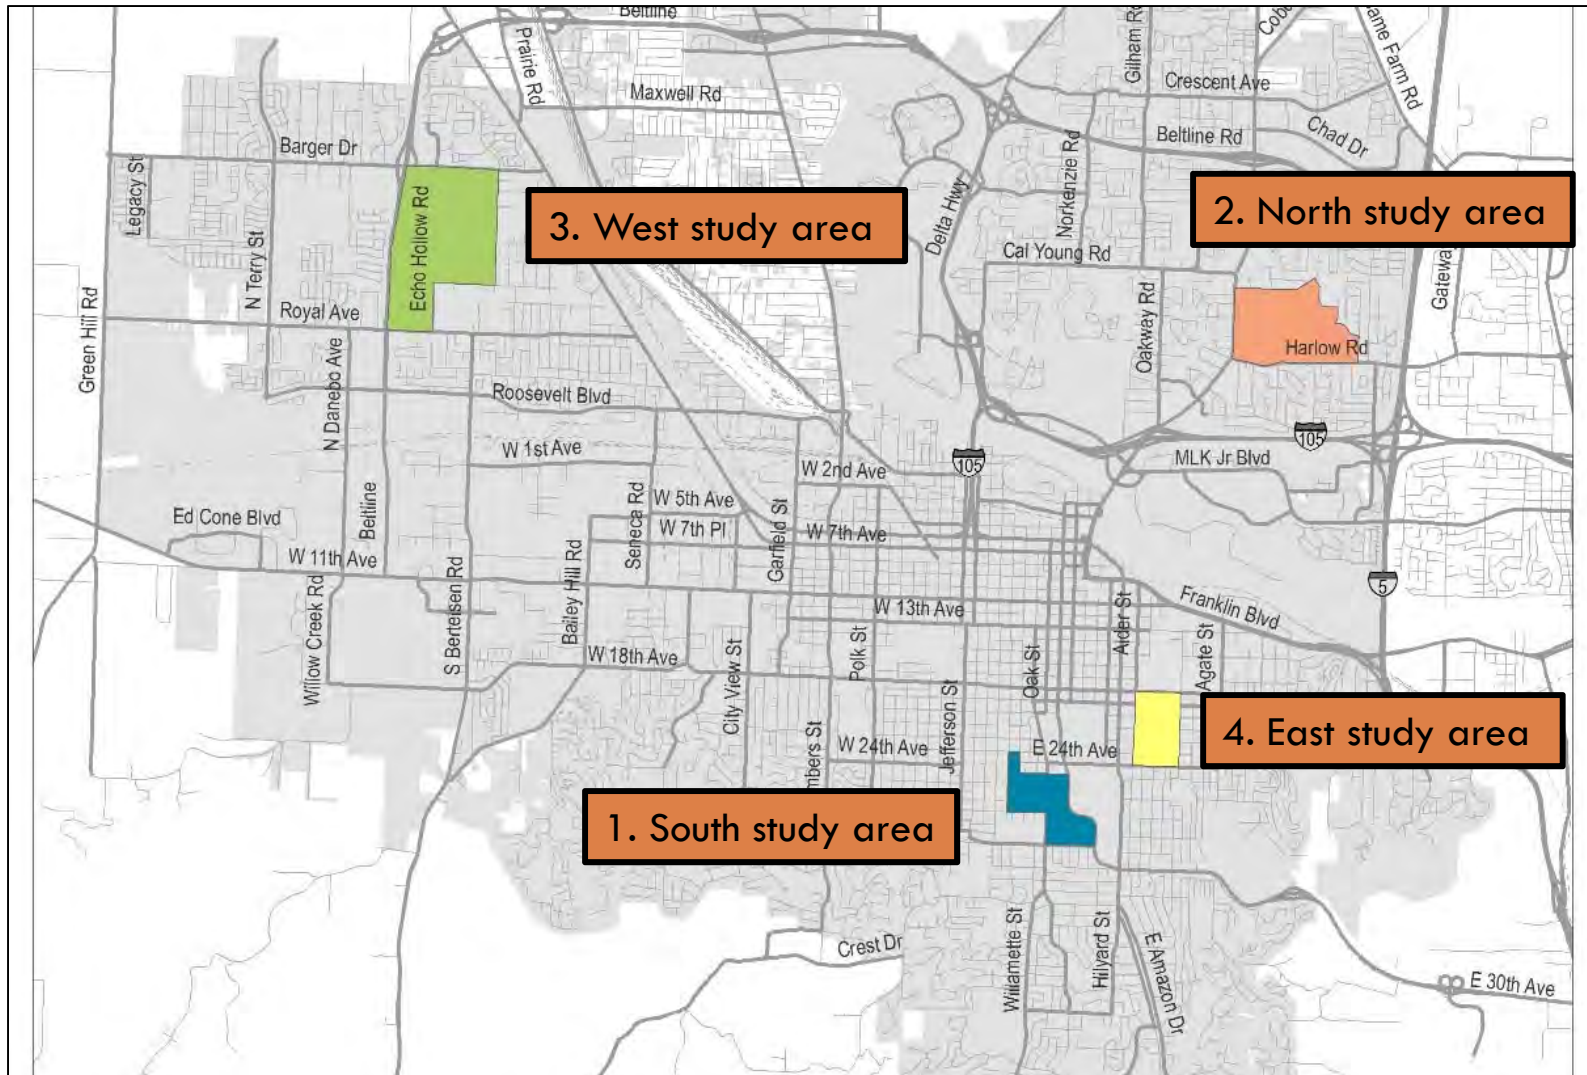 Beltline
Prairie Rd
Maxwell Rd
Gilham Rd
Game Farm Rd
Crescent Ave
Beltline Rd
Chad Dr
Barger Dr
Legacy St
N Terry St
Echo Hollow Rd
3. West study area
Delta Hwy
Norkenzie Rd
2. North study area
Cal Young Rd
Green Hill Rd
Royal Ave
Oakway Rd
Harlow Rd
N Danebo Ave
Roosevelt Blvd
W 1st Ave
W 2nd Ave
105
105
MLK Jr Blvd
Ed Cone Blvd
Beltline
Seneca Rd
W 5th Ave
W 7th Pl
Garfield St
W 7th Ave
W 11th Ave
Willow Creek Rd
S Bertelsen Rd
Bailey Hill Rd
W 13th Ave
Alder St
Franklin Blvd
5
W 18th Ave
City View St
Polk St
Jefferson St
Oak St
Agate St
W 24th Ave
E 24th Ave
4. East study area
1. South study area
Crest Dr
Willamette St
Hilyard St
E Amazon Dr
E 30th Ave